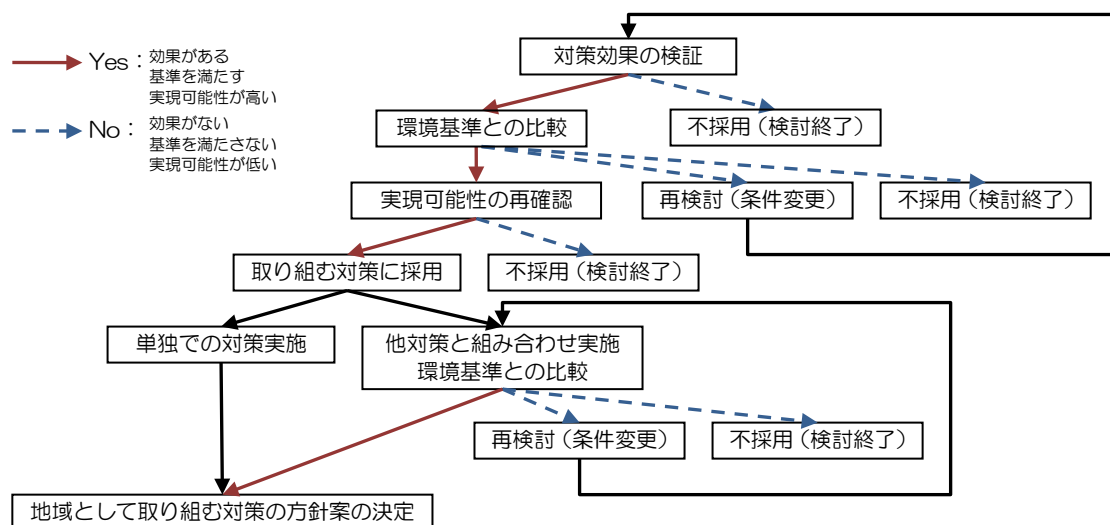 Yes：効果がある
基準を満たす
実現可能性が高い
No：効果がない
基準を満たさない
実現可能性が低い
対策効果の検証
環境基準との比較
不採用（検討終了）
実現可能性の再確認
再検討（条件変更）
不採用（検討終了）
取り組む対策に採用
不採用（検討終了）
単独での対策実施
他対策と組み合わせ実施
環境基準との比較
再検討（条件変更）
不採用（検討終了）
地域として取り組む対策の方針案の決定